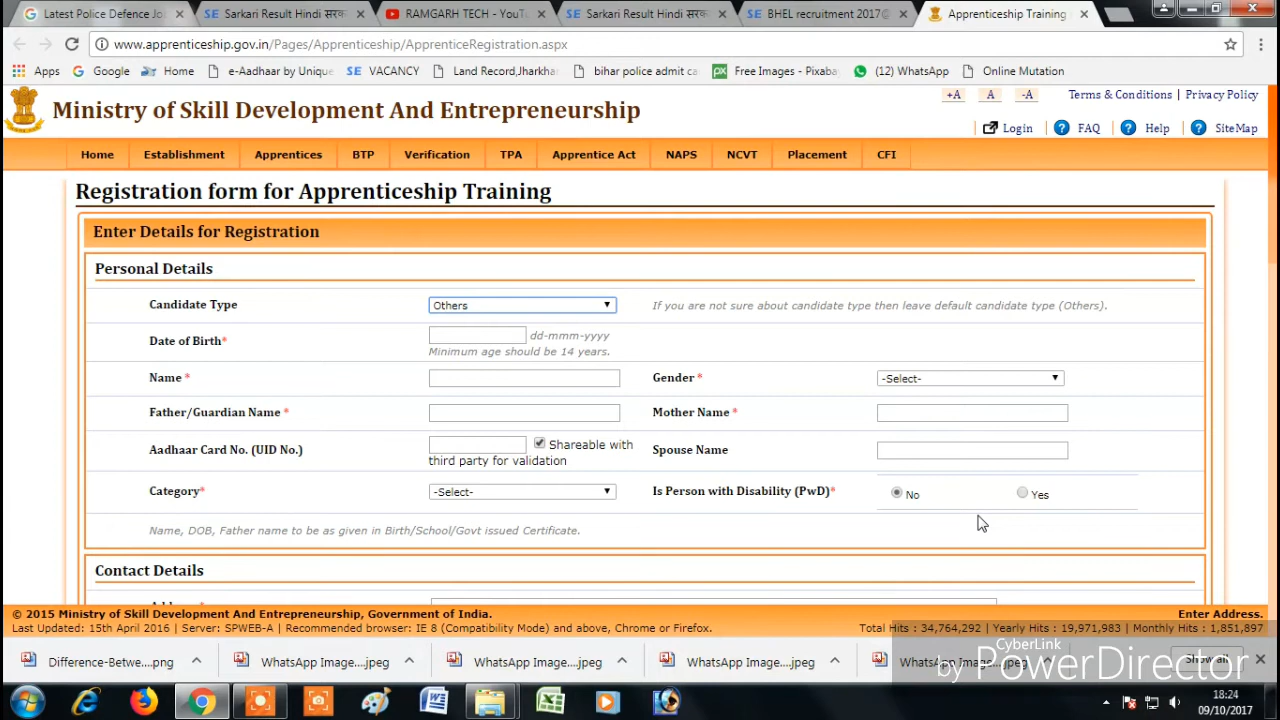 Latest Police Defence Jo
SE Sarkari Result Hindi सरक
RAMGARH TECH - YouT
SE Sarkari Result Hindi सरक
SE BHEL recruitment 2017@
Apprenticeship Training
www.apprenticeship.gov.in/Pages/Apprenticeship/ApprenticeRegistration.aspx
Apps Google Home e-Aadhaar by Unique SE VACANCY Land Record,Jharkha bihar police admit ca px Free Images - Pixaba (12) WhatsApp Online Mutation
Ministry of Skill Development And Entrepreneurship
+A A -A Terms & Conditions | Privacy Policy
Login FAQ Help SiteMap
Home Establishment Apprentices BTP Verification TPA Apprentice Act NAPS NCVT Placement CFI
Registration form for Apprenticeship Training
Enter Details for Registration
Personal Details
Candidate Type Others If you are not sure about candidate type then leave default candidate type (Others).
Date of Birth* dd-mmm-yyyy
Minimum age should be 14 years.
Name * Gender * -Select-
Father/Guardian Name * Mother Name *
Aadhaar Card No. (UID No.) Shareable with third party for validation Spouse Name
Category* -Select- Is Person with Disability (PwD)* No Yes
Name, DOB, Father name to be as given in Birth/School/Govt issued Certificate.
Contact Details
© 2015 Ministry of Skill Development And Entrepreneurship, Government of India. Enter Address.
Last Updated: 15th April 2016 | Server: SPWEB-A | Recommended browser: IE 8 (Compatibility Mode) and above, Chrome or Firefox. Total Hits : 34,764,292 | Yearly Hits : 19,971,983 | Monthly Hits : 1,851,897
Difference-Betwe....png WhatsApp Image....jpeg WhatsApp Image....jpeg WhatsApp Image....jpeg WhatsApp Image....jpeg Show all
CyberLink
by PowerDirector
18:24
09/10/2017